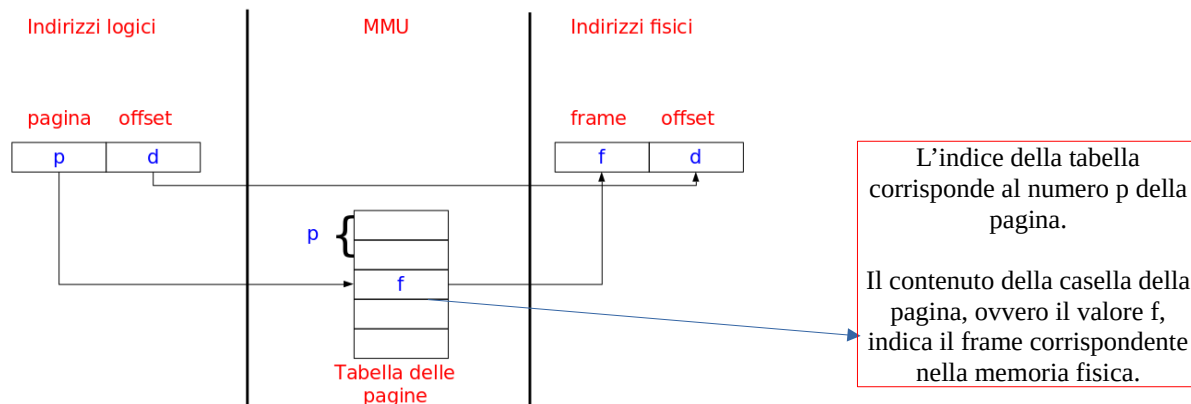 Indirizzi logici
MMU
Indirizzi fisici
pagina offset
p d
frame offset
f d
p {
f
Tabella delle
pagine
L’indice della tabella
corrisponde al numero p della
pagina.
Il contenuto della casella della
pagina, ovvero il valore f,
indica il frame corrispondente
nella memoria fisica.